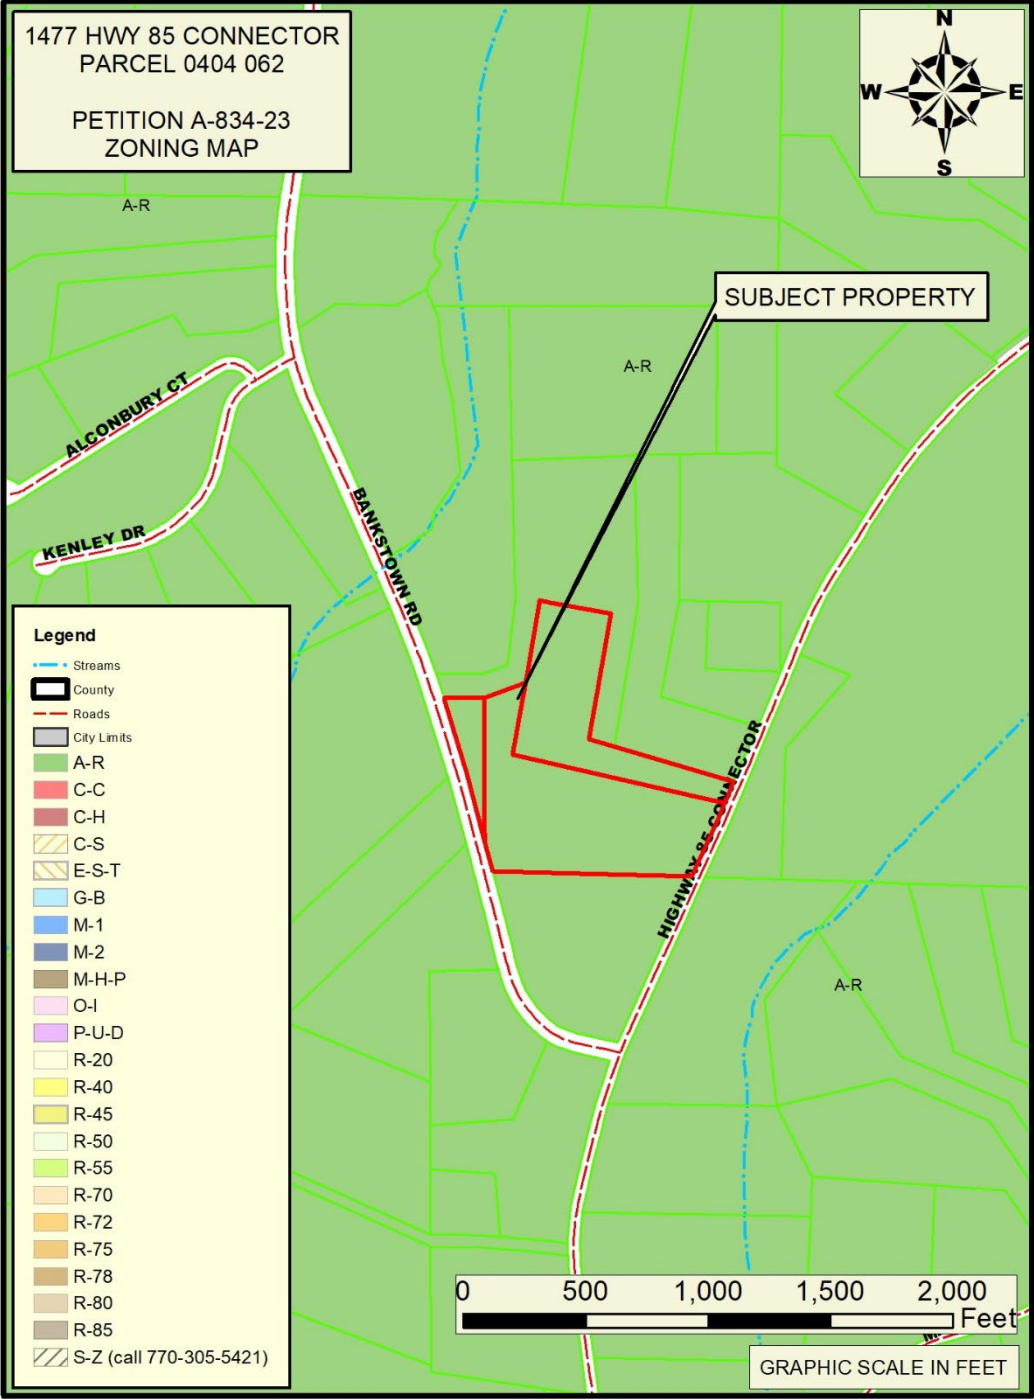 1477 HWY 85 CONNECTOR
PARCEL 0404 062
PETITION A-834-23
ZONING MAP
N
W
E
S
A-R
SUBJECT PROPERTY
A-R
ALCONBURY CT
KENLEY DR
BANKSTOWN RD
HIGHWAY 85 CONNECTOR
A-R
Legend
Streams
County
Roads
City Limits
A-R
C-C
C-H
C-S
E-S-T
G-B
M-1
M-2
M-H-P
O-I
P-U-D
R-20
R-40
R-45
R-50
R-55
R-70
R-72
R-75
R-78
R-80
R-85
S-Z (call 770-305-5421)
0 500 1,000 1,500 2,000
Feet
GRAPHIC SCALE IN FEET